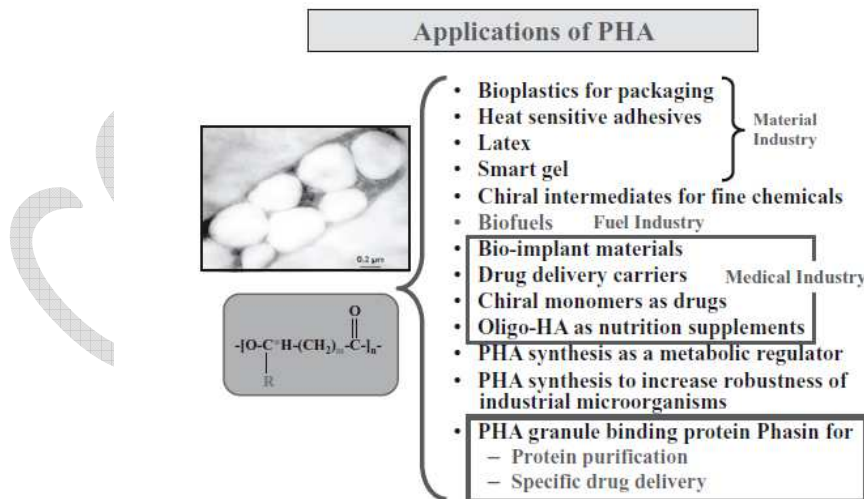 Applications of PHA
• Bioplastics for packaging
• Heat sensitive adhesives
• Latex
• Smart gel
Material
Industry
• Chiral intermediates for fine chemicals
• Biofuels Fuel Industry
• Bio-implant materials
• Drug delivery carriers
• Chiral monomers as drugs
• Oligo-HA as nutrition supplements
Medical Industry
• PHA synthesis as a metabolic regulator
• PHA synthesis to increase robustness of
industrial microorganisms
• PHA granule binding protein Phasin for
– Protein purification
– Specific drug delivery
0.2 μm
O
-[O-C*H-(CH₂)ₘ-C-]ₙ-
R